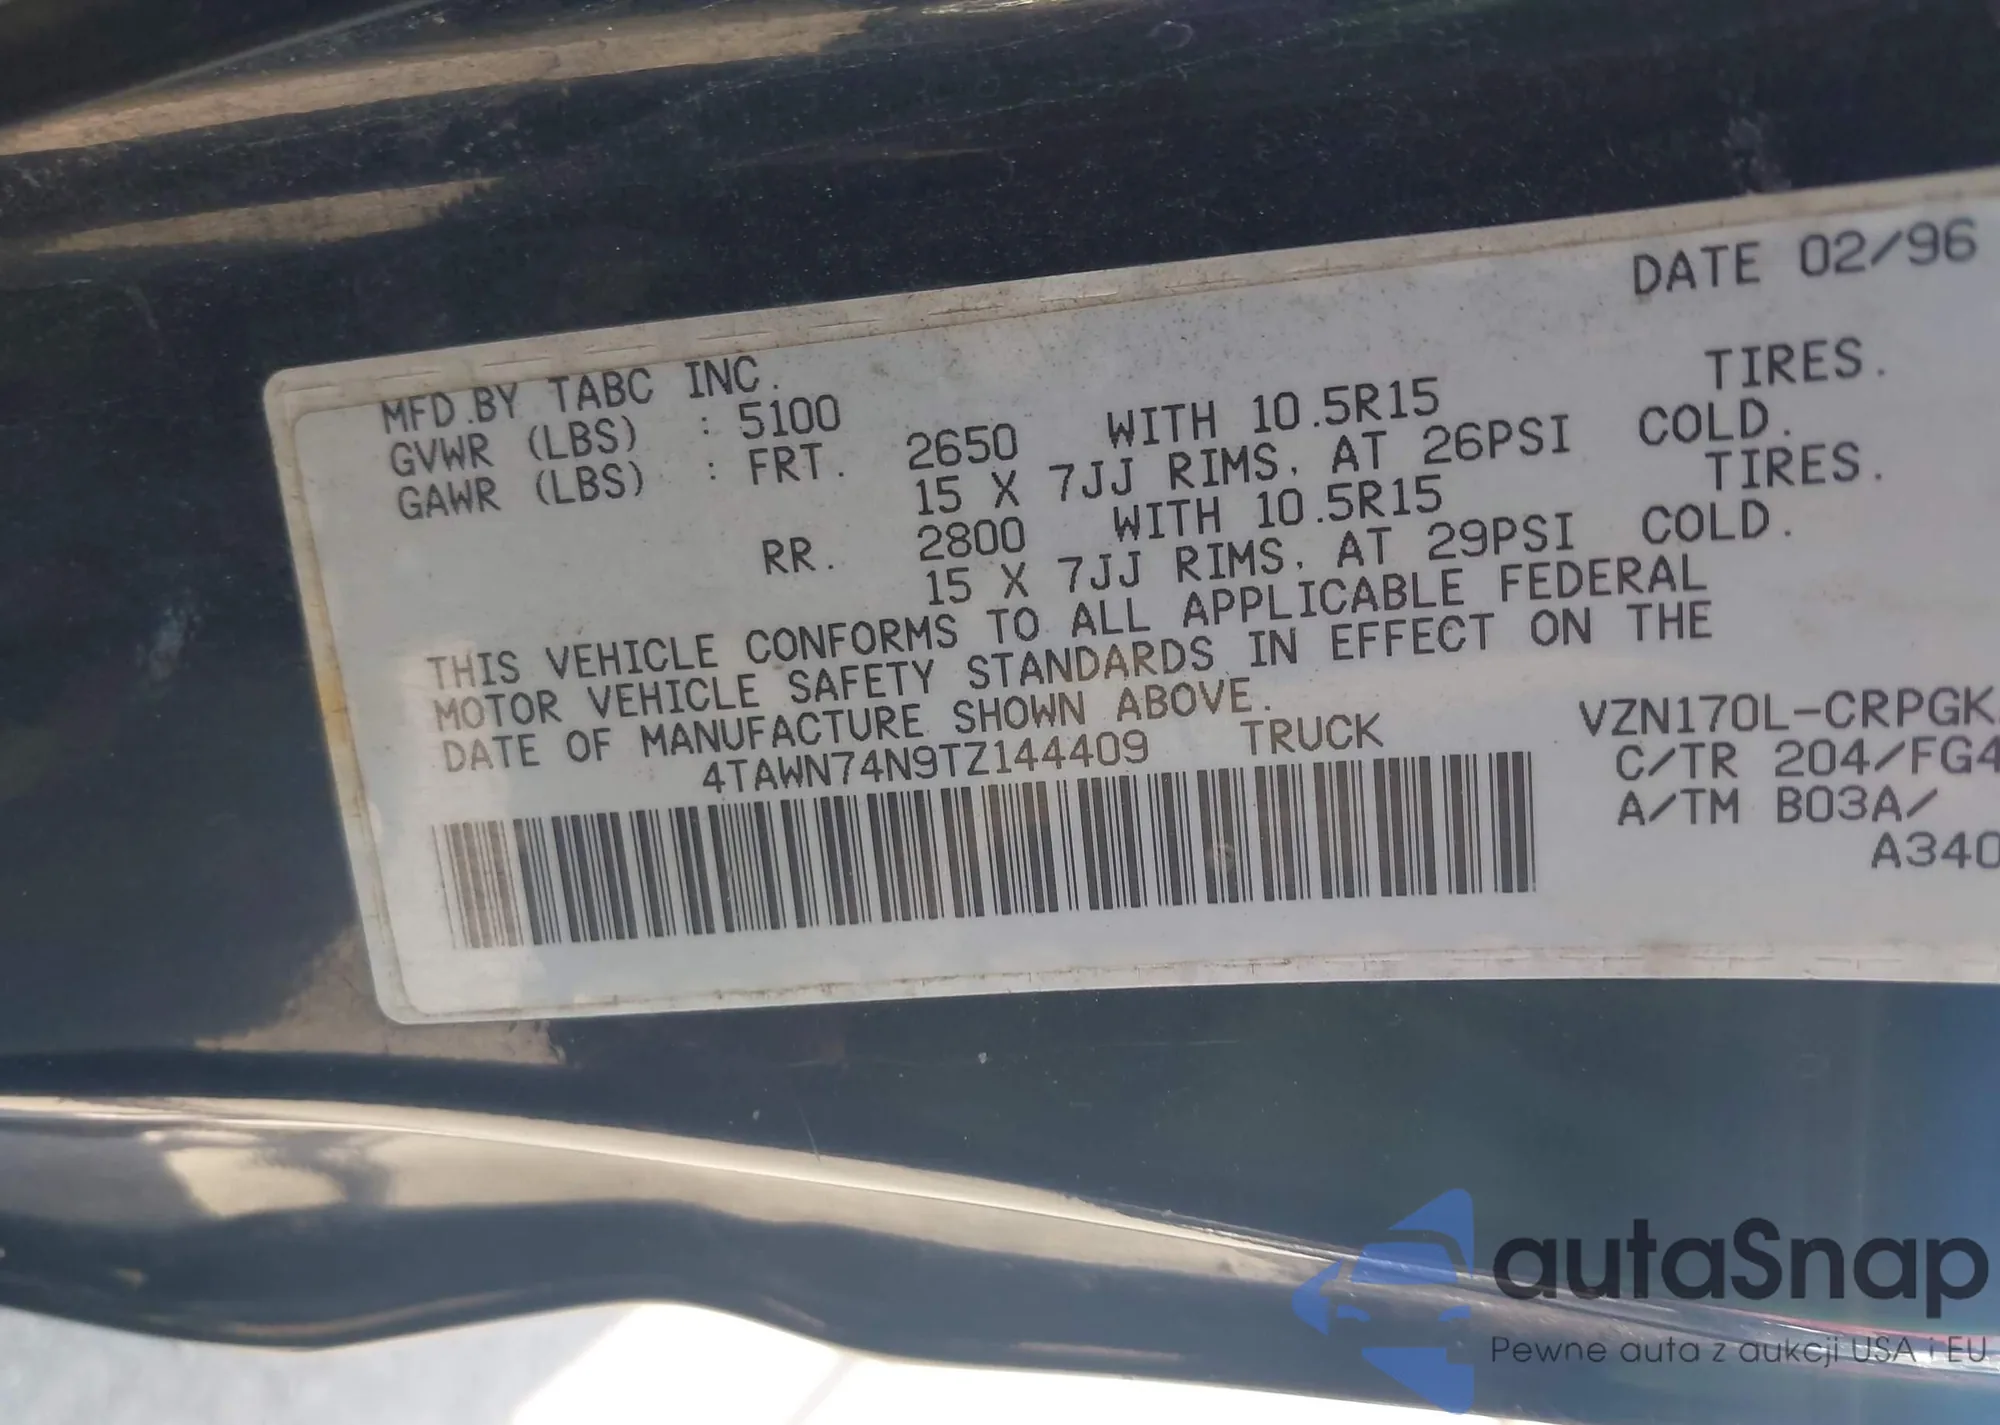 DATE 02/96
MFD.BY TABC INC.
GVWR (LBS) : 5100
GAWR (LBS) : FRT. 2650 WITH 10.5R15 TIRES.
15 X 7JJ RIMS, AT 26PSI COLD.
RR. 2800 WITH 10.5R15 TIRES.
15 X 7JJ RIMS, AT 29PSI COLD.
THIS VEHICLE CONFORMS TO ALL APPLICABLE FEDERAL
MOTOR VEHICLE SAFETY STANDARDS IN EFFECT ON THE
DATE OF MANUFACTURE SHOWN ABOVE.
4TAWN74N9TZ144409 TRUCK
VZN170L-CRPGK
C/TR 204/FG4
A/TM B03A/
A340
autaSnap
Pewne auta z aukcji USA i EU